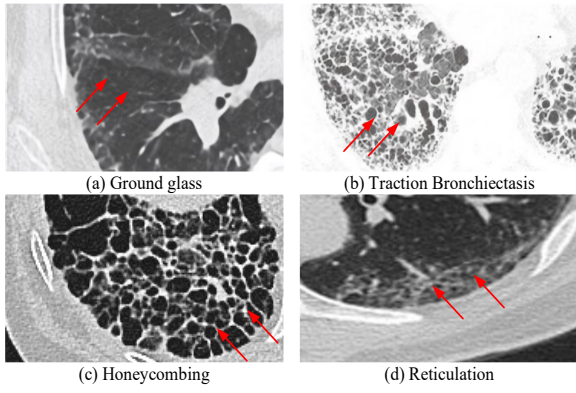 (a) Ground glass
(b) Traction Bronchiectasis
(c) Honeycombing
(d) Reticulation